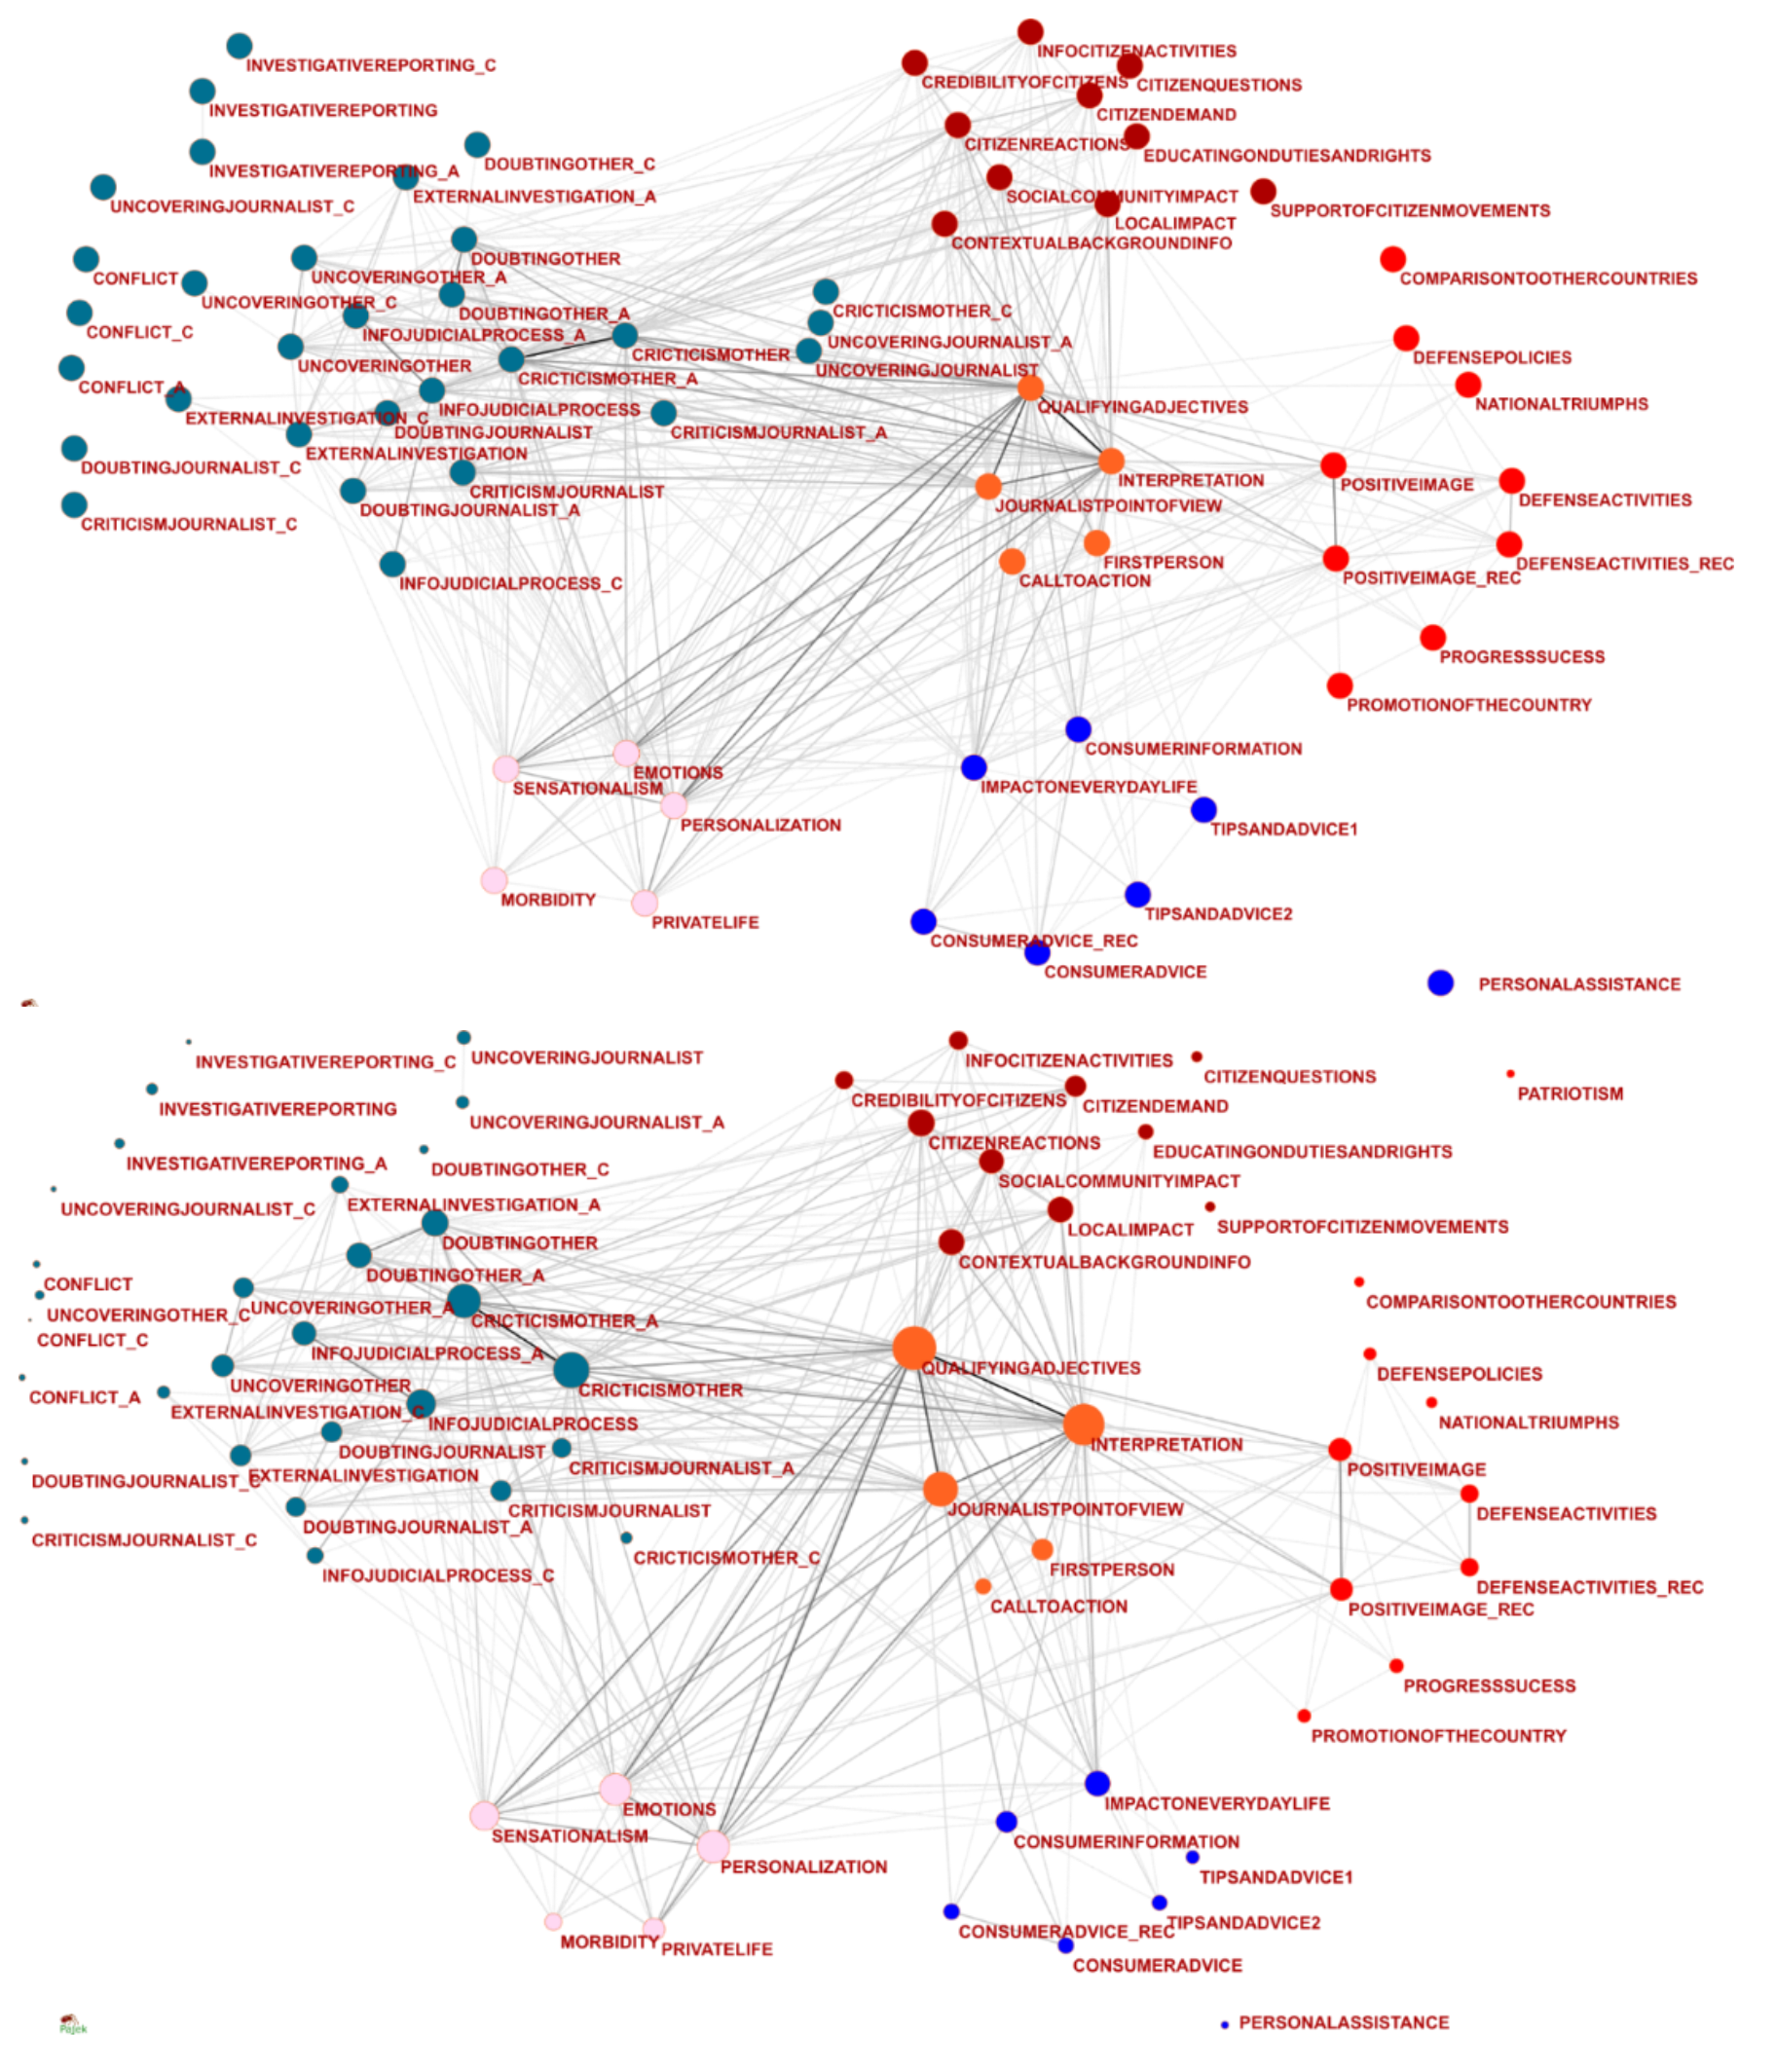 INFOCITIZENACTIVITIES
INVESTIGATIVEREPORTING_C
CREDIBILITYOFCITIZENS
CITIZENQUESTIONS
INVESTIGATIVEREPORTING
CITIZENDEMAND
CITIZENREACTIONS
EDUCATINGONDUTIESANDRIGHTS
DOUBTINGOTHER_C
INVESTIGATIVEREPORTING_A
EXTERNALINVESTIGATION_A
SOCIALCOMMUNITYIMPACT
UNCOVERINGJOURNALIST_C
SUPPORTOFCITIZENMOVEMENTS
LOCALIMPACT
CONTEXTUALBACKGROUNDINFO
DOUBTINGOTHER
CONFLICT
UNCOVERINGOTHER_A
COMPARISONTOOTHERCOUNTRIES
UNCOVERINGOTHER_C
DOUBTINGOTHER_A
CRICTICISMOTHER_C
CONFLICT_C
INFOJUDICIALPROCESS_A
UNCOVERINGJOURNALIST_A
CRICTICISMOTHER
DEFENSEPOLICIES
UNCOVERINGOTHER
UNCOVERINGJOURNALIST
CRICTICISMOTHER_A
CONFLICT_A
NATIONALTRIUMPHS
QUALIFYINGADJECTIVES
INFOJUDICIALPROCESS
EXTERNALINVESTIGATION_C
DOUBTINGJOURNALIST
CRITICISMJOURNALIST_A
EXTERNALINVESTIGATION
DOUBTINGJOURNALIST_C
INTERPRETATION
POSITIVEIMAGE
CRITICISMJOURNALIST
DEFENSEACTIVITIES
JOURNALISTPOINTOFVIEW
DOUBTINGJOURNALIST_A
CRITICISMJOURNALIST_C
FIRSTPERSON
DEFENSEACTIVITIES_REC
POSITIVEIMAGE_REC
CALLTOACTION
INFOJUDICIALPROCESS_C
PROGRESSSUCESS
PROMOTIONOFTHECOUNTRY
CONSUMERINFORMATION
EMOTIONS
SENSATIONALISM
IMPACTONEVERYDAYLIFE
PERSONALIZATION
TIPSANDADVICE1
MORBIDITY
TIPSANDADVICE2
PRIVATELIFE
CONSUMERADVICE_REC
CONSUMERADVICE
PERSONALASSISTANCE
UNCOVERINGJOURNALIST
INFOCITIZENACTIVITIES
INVESTIGATIVEREPORTING_C
CITIZENQUESTIONS
PATRIOTISM
CREDIBILITYOFCITIZENS
CITIZENDEMAND
INVESTIGATIVEREPORTING
UNCOVERINGJOURNALIST_A
CITIZENREACTIONS
EDUCATINGONDUTIESANDRIGHTS
INVESTIGATIVEREPORTING_A
DOUBTINGOTHER_C
SOCIALCOMMUNITYIMPACT
EXTERNALINVESTIGATION_A
UNCOVERINGJOURNALIST_C
SUPPORTOFCITIZENMOVEMENTS
LOCALIMPACT
DOUBTINGOTHER
CONTEXTUALBACKGROUNDINFO
DOUBTINGOTHER_A
CONFLICT
COMPARISONTOOTHERCOUNTRIES
UNCOVERINGOTHER_A
UNCOVERINGOTHER_C
CRICTICISMOTHER_A
CONFLICT_C
INFOJUDICIALPROCESS_A
QUALIFYINGADJECTIVES
DEFENSEPOLICIES
UNCOVERINGOTHER
CRICTICISMOTHER
CONFLICT_A
EXTERNALINVESTIGATION_C
INFOJUDICIALPROCESS
NATIONALTRIUMPHS
INTERPRETATION
DOUBTINGJOURNALIST
CRITICISMJOURNALIST_A
POSITIVEIMAGE
EXTERNALINVESTIGATION
DOUBTINGJOURNALIST_C
CRITICISMJOURNALIST
JOURNALISTPOINTOFVIEW
DEFENSEACTIVITIES
DOUBTINGJOURNALIST_A
CRITICISMJOURNALIST_C
CRICTICISMOTHER_C
FIRSTPERSON
INFOJUDICIALPROCESS_C
DEFENSEACTIVITIES_REC
CALLTOACTION
POSITIVEIMAGE_REC
PROGRESSSUCESS
PROMOTIONOFTHECOUNTRY
IMPACTONEVERYDAYLIFE
EMOTIONS
SENSATIONALISM
CONSUMERINFORMATION
PERSONALIZATION
TIPSANDADVICE1
TIPSANDADVICE2
CONSUMERADVICE_REC
MORBIDITY
PRIVATELIFE
CONSUMERADVICE
PERSONALASSISTANCE
Pajek